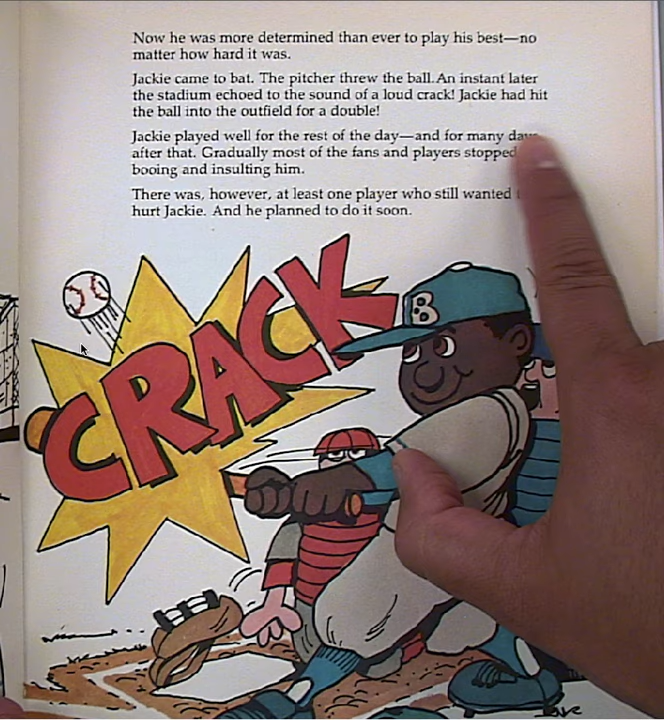 Now he was more determined than ever to play his best—no
matter how hard it was.
Jackie came to bat. The pitcher threw the ball. An instant later
the stadium echoed to the sound of a loud crack! Jackie had hit
the ball into the outfield for a double!
Jackie played well for the rest of the day—and for many days
after that. Gradually most of the fans and players stopped
booing and insulting him.
There was, however, at least one player who still wanted
hurt Jackie. And he planned to do it soon.
CRACK
B